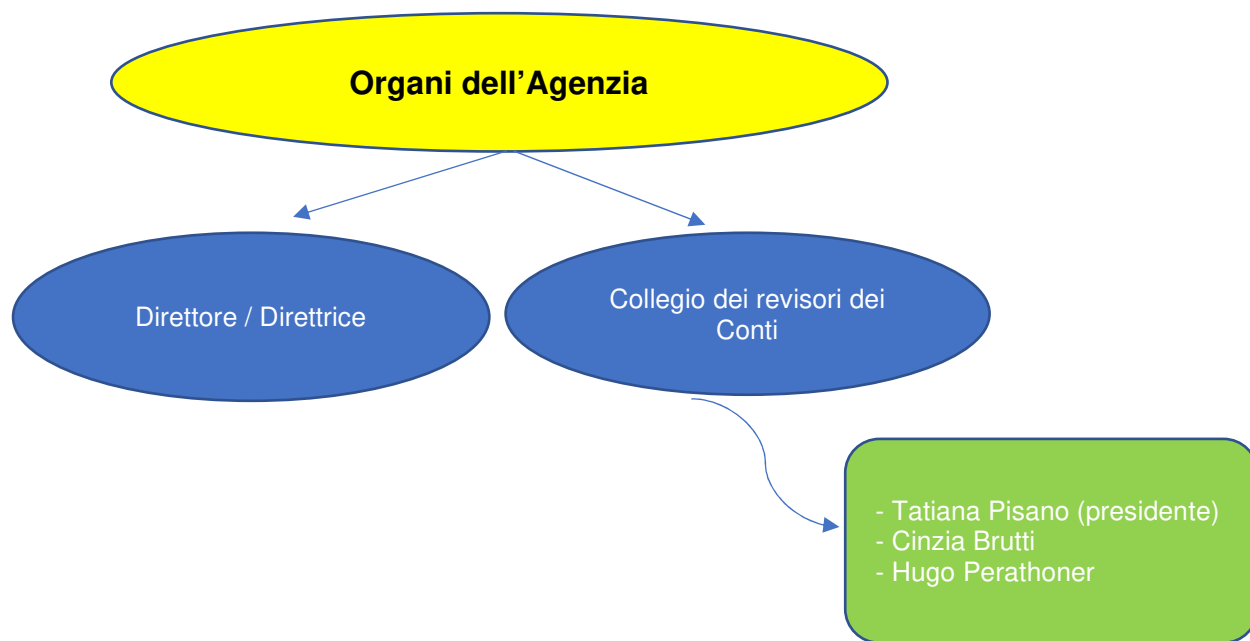 Organi dell’Agenzia
Direttore / Direttrice
Collegio dei revisori dei
Conti
- Tatiana Pisano (presidente)
- Cinzia Brutti
- Hugo Perathoner